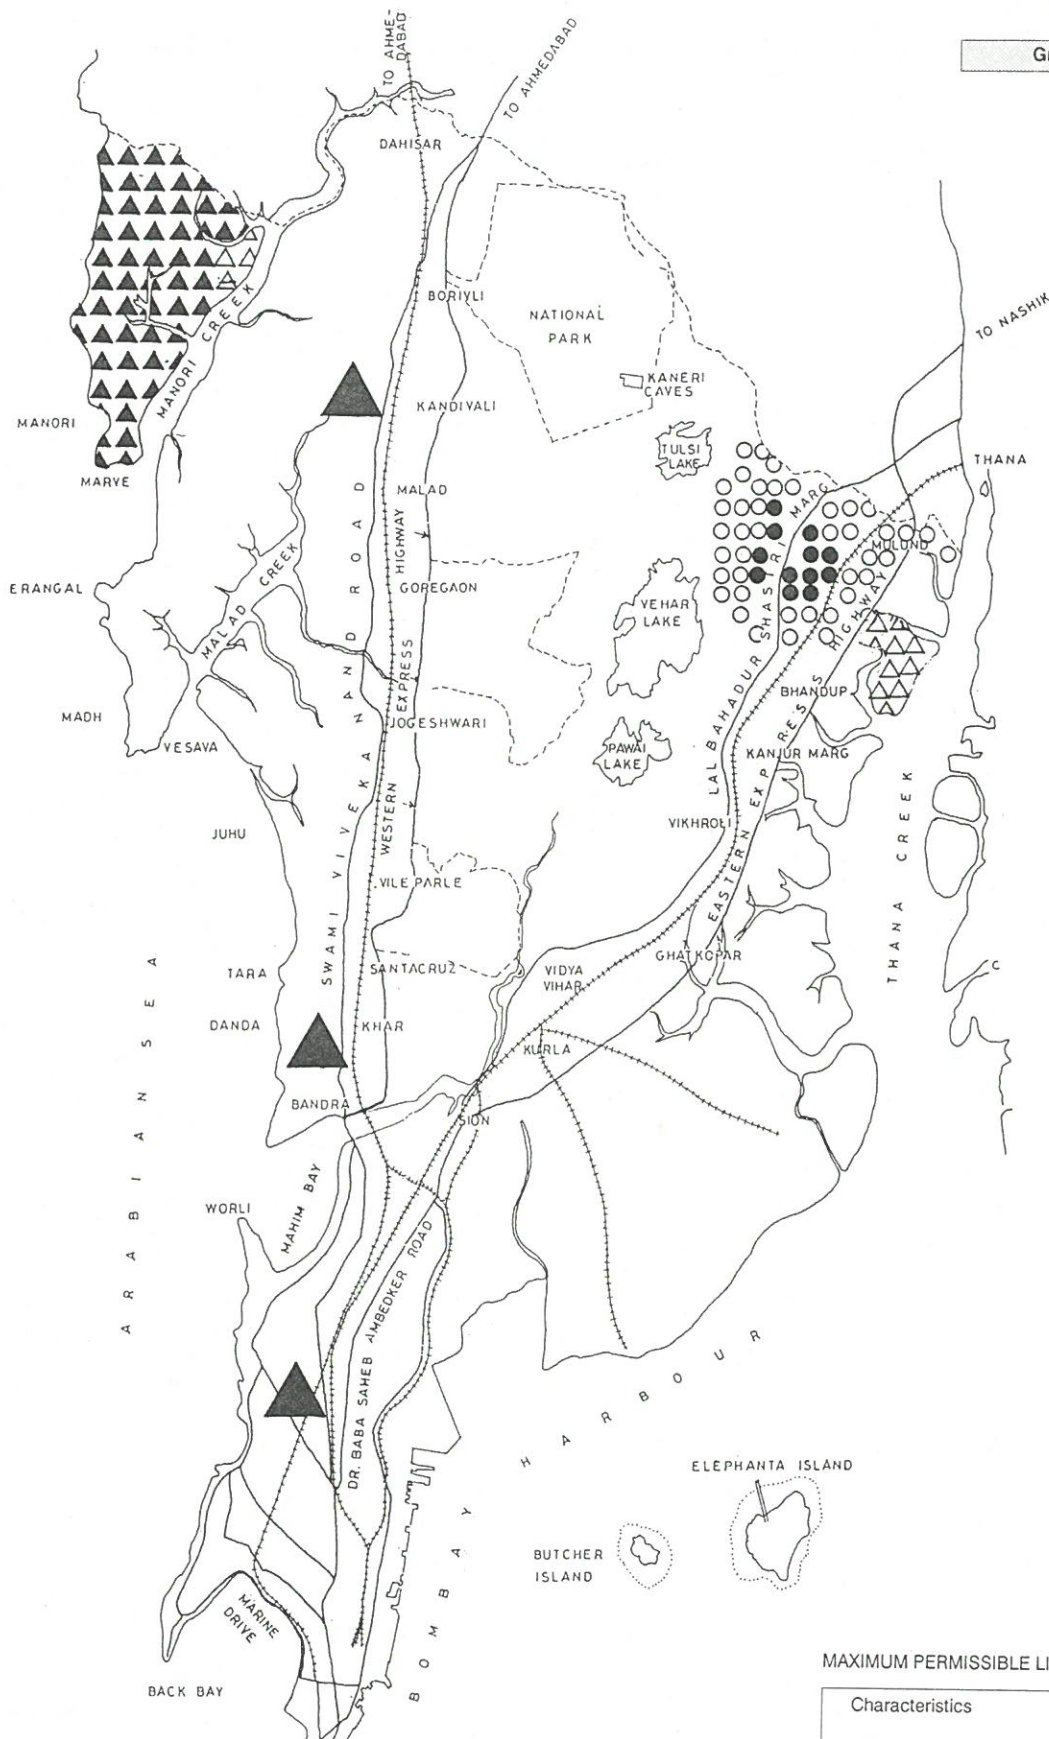 TO AHME-
DABAD
TO AHMEDABAD
DAHISAR
BORIVLI
NATIONAL
PARK
TO NASHIK
MANORI CREEK
KANERI
CAVES
KANDIVALI
MANORI
TULSI
LAKE
THANA
MARVE
MALAD
MULUND
ERANGAL
MALAD CREEK
GOREGAON
VEHAR
LAKE
LAL BAHADUR SHASTRI MARG
EASTERN EXPRESS HIGHWAY
BHANDUP
MADH
VESAVA
JOGESHWARI
PAWAI
LAKE
KANJUR MARG
SWAMI VIVEKANAND ROAD
WESTERN EXPRESS HIGHWAY
JUHU
VIKHROLI
THANA CREEK
VILE PARLE
TARA
SANTACRUZ
VIDYA
VIHAR
GHATKOPAR
C
DANDA
KHAR
KURLA
ARABIAN SEA
BANDRA
SION
WORLI
MAHIM BAY
DR. BABA SAHEB AMBEDKER ROAD
BOMBAY HARBOUR
ELEPHANTA ISLAND
BUTCHER
ISLAND
MARINE
DRIVE
BACK BAY
MAXIMUM PERMISSIBLE LI
Characteristics